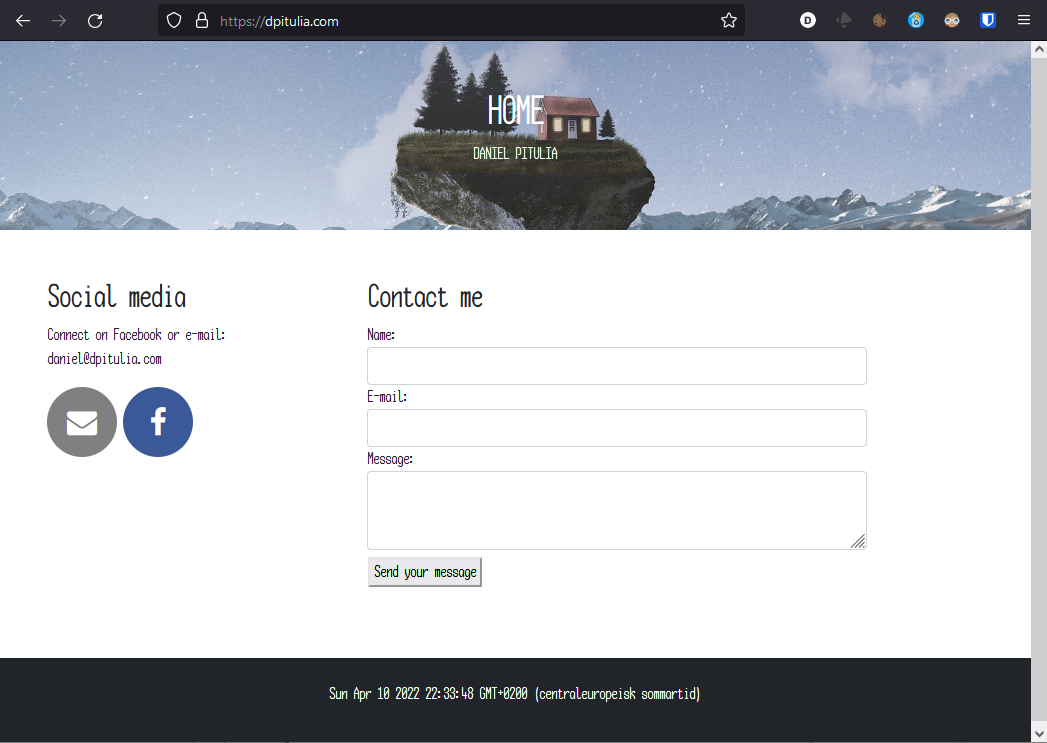 https://dpitulia.com
HOME
DANIEL PITULIA
Social media
Connect on Facebook or e-mail:
daniel@dpitulia.com
Contact me
Name:
E-mail:
Message:
Send your message
Sun Apr 10 2022 22:33:48 GMT+0200 (centraleuropeisk sommartid)